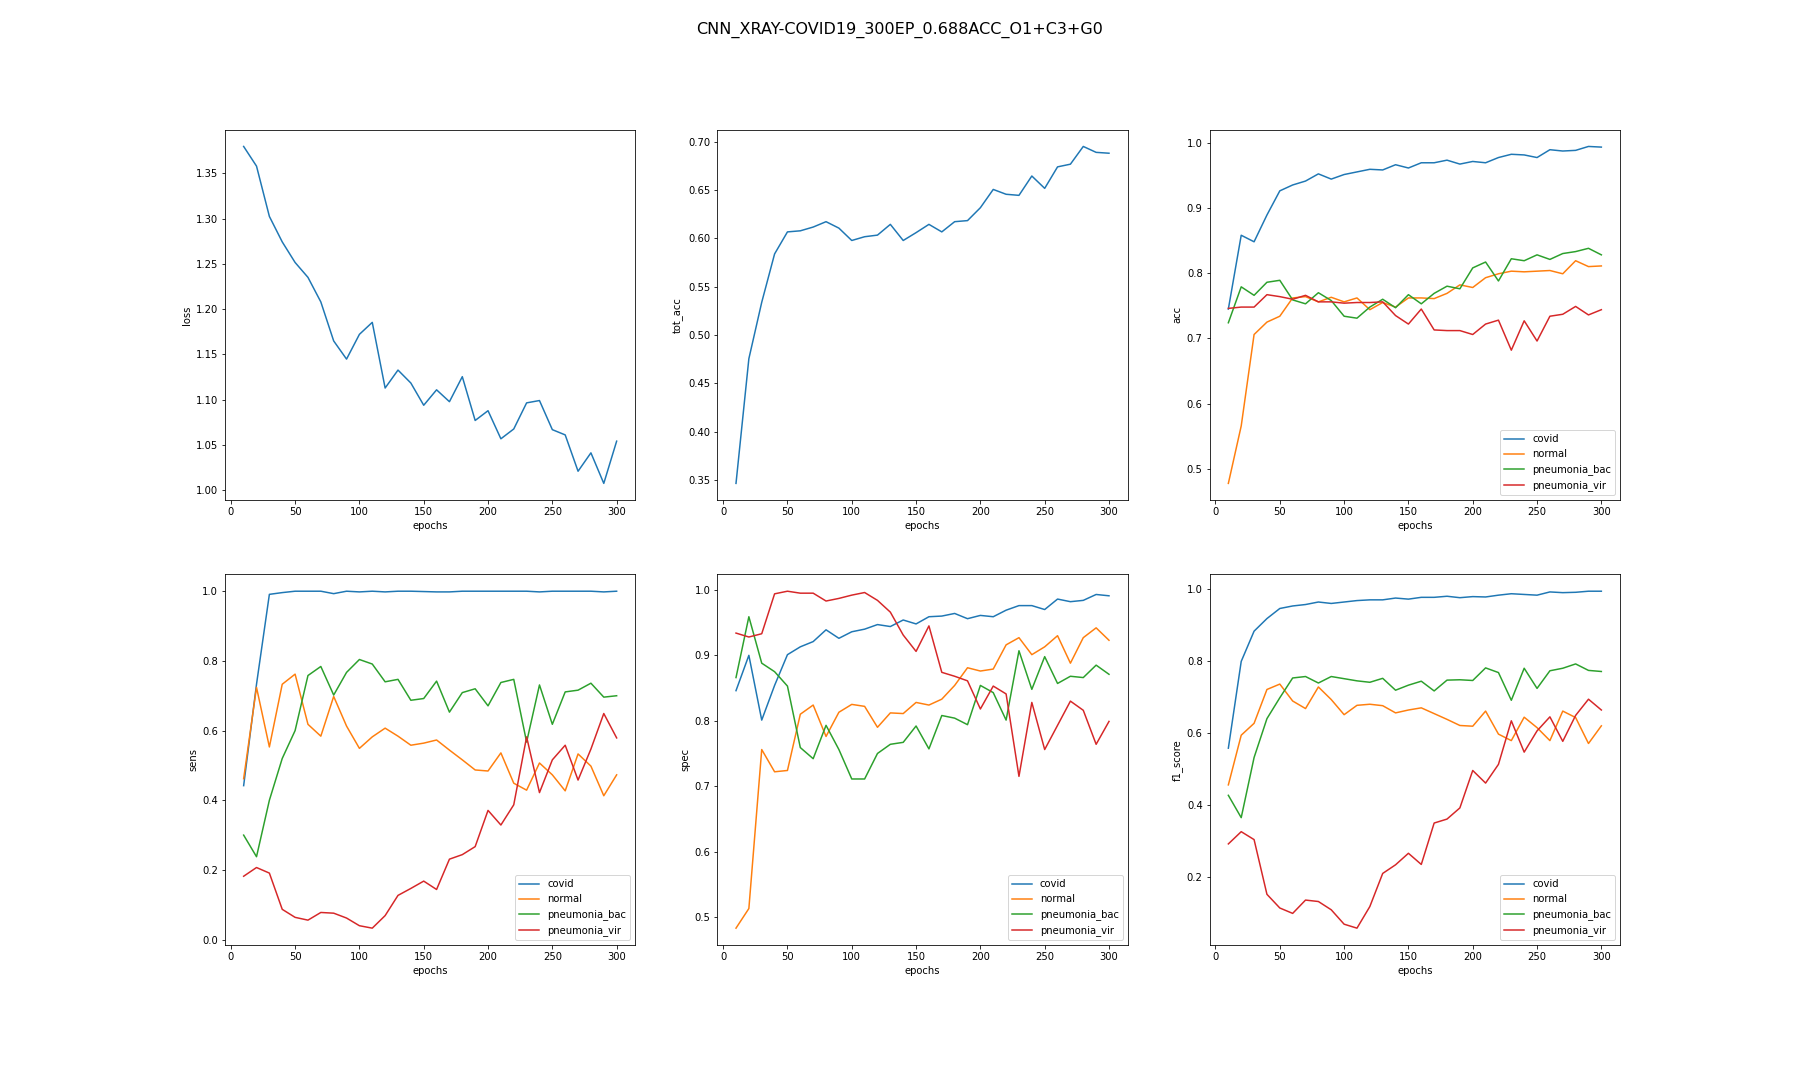 CNN_XRAY-COVID19_300EP_0.688ACC_O1+C3+G0
loss
1.35
1.30
1.25
1.20
1.15
1.10
1.05
1.00
0 50 100 150 200 250 300
epochs
tot_acc
0.70
0.65
0.60
0.55
0.50
0.45
0.40
0.35
0 50 100 150 200 250 300
epochs
acc
1.0
0.9
0.8
0.7
0.6
0.5
covid
normal
pneumonia_bac
pneumonia_vir
0 50 100 150 200 250 300
epochs
sens
1.0
0.8
0.6
0.4
0.2
0.0
covid
normal
pneumonia_bac
pneumonia_vir
0 50 100 150 200 250 300
epochs
spec
1.0
0.9
0.8
0.7
0.6
0.5
covid
normal
pneumonia_bac
pneumonia_vir
0 50 100 150 200 250 300
epochs
f1_score
1.0
0.8
0.6
0.4
0.2
covid
normal
pneumonia_bac
pneumonia_vir
0 50 100 150 200 250 300
epochs